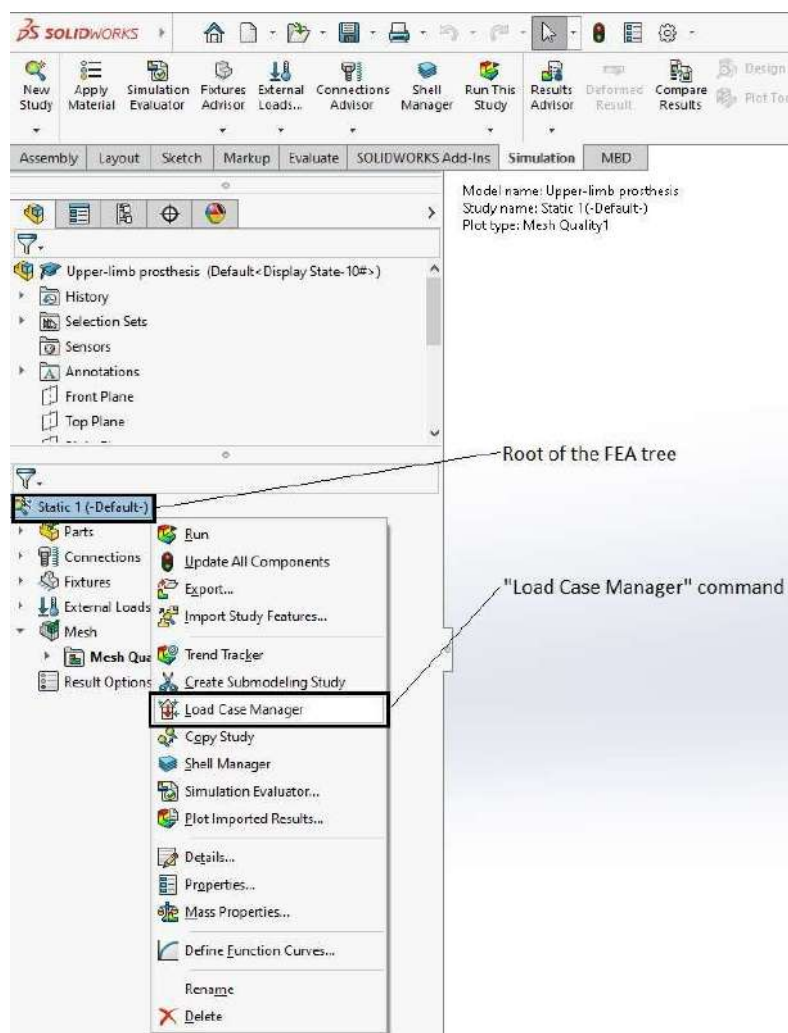 SOLIDWORKS
New Study
Apply Material
Simulation Evaluator
Fixtures Advisor
External Loads...
Connections Advisor
Shell Manager
Run This Study
Results Advisor
Deformed Result
Compare Results
Design
Plot Too
Assembly Layout Sketch Markup Evaluate SOLIDWORKS Add-Ins Simulation MBD
Model name: Upper-limb prosthesis
Study name: Static 1(-Default-)
Plot type: Mesh Quality1
Upper-limb prosthesis (Default<Display State-10#>)
History
Selection Sets
Sensors
Annotations
Front Plane
Top Plane
Root of the FEA tree
Static 1 (-Default-)
Parts
Connections
Fixtures
External Loads
Mesh
Mesh Qua
Result Options
Run
Update All Components
Export...
Import Study Features...
Trend Tracker
Create Submodeling Study
Load Case Manager
Copy Study
Shell Manager
Simulation Evaluator...
Plot Imported Results...
Details...
Properties...
Mass Properties...
Define Function Curves...
Rename
Delete
"Load Case Manager" command